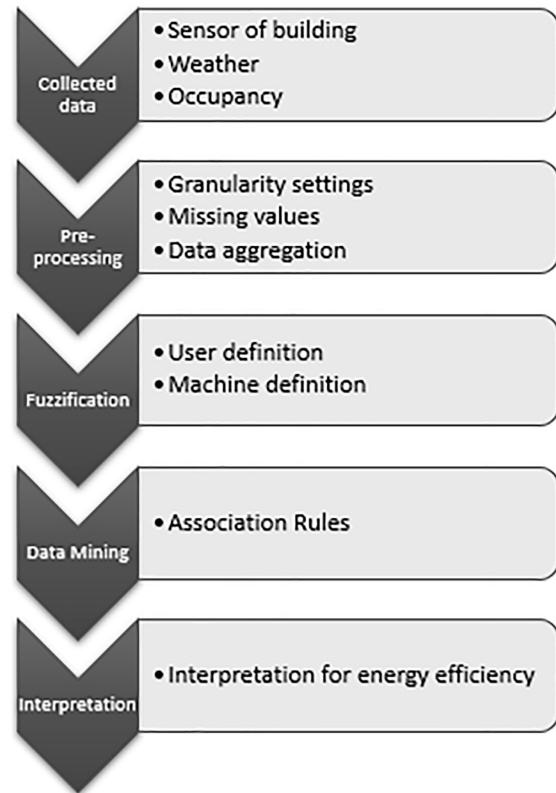 Collected
data
• Sensor of building
• Weather
• Occupancy
Pre-
processing
• Granularity settings
• Missing values
• Data aggregation
Fuzzification
• User definition
• Machine definition
Data Mining
• Association Rules
Interpretation
• Interpretation for energy efficiency